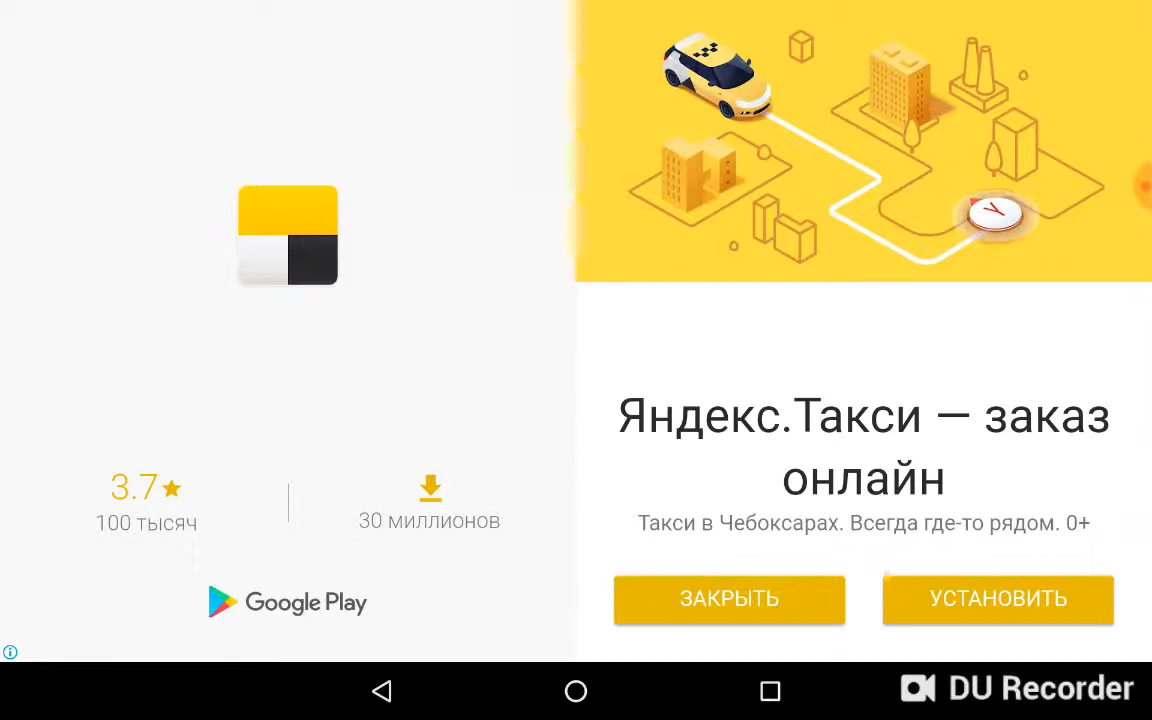 3.7
100 тысяч
30 миллионов
Google Play
Яндекс.Такси — заказ
онлайн
Такси в Чебоксарах. Всегда где-то рядом. 0+
ЗАКРЫТЬ
УСТАНОВИТЬ
DU Recorder